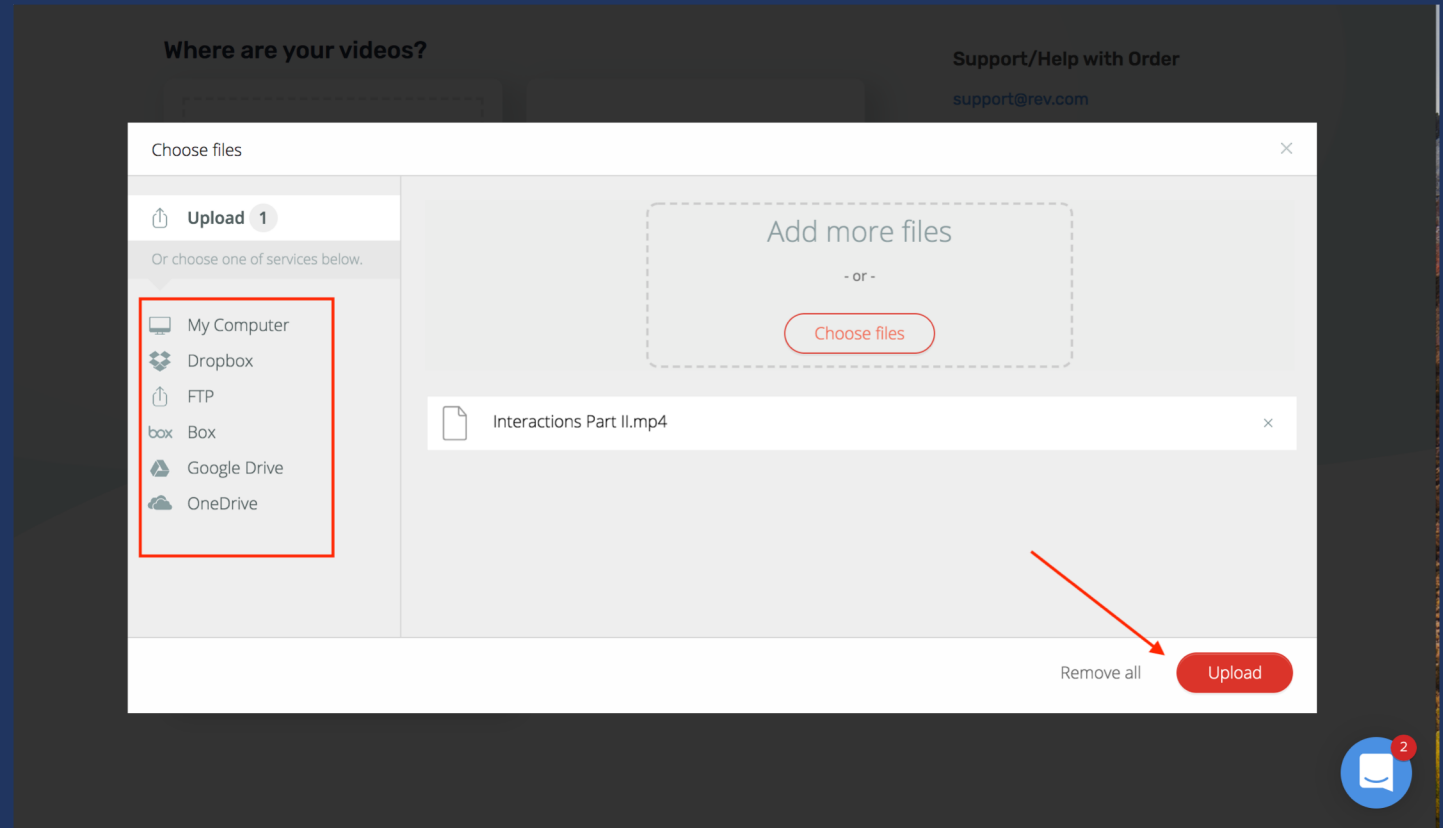 Where are your videos?
Support/Help with Order
support@rev.com
Choose files
Upload 1
Or choose one of services below.
My Computer
Dropbox
FTP
box Box
Google Drive
OneDrive
Add more files
- or -
Choose files
Interactions Part II.mp4
Remove all
Upload
2